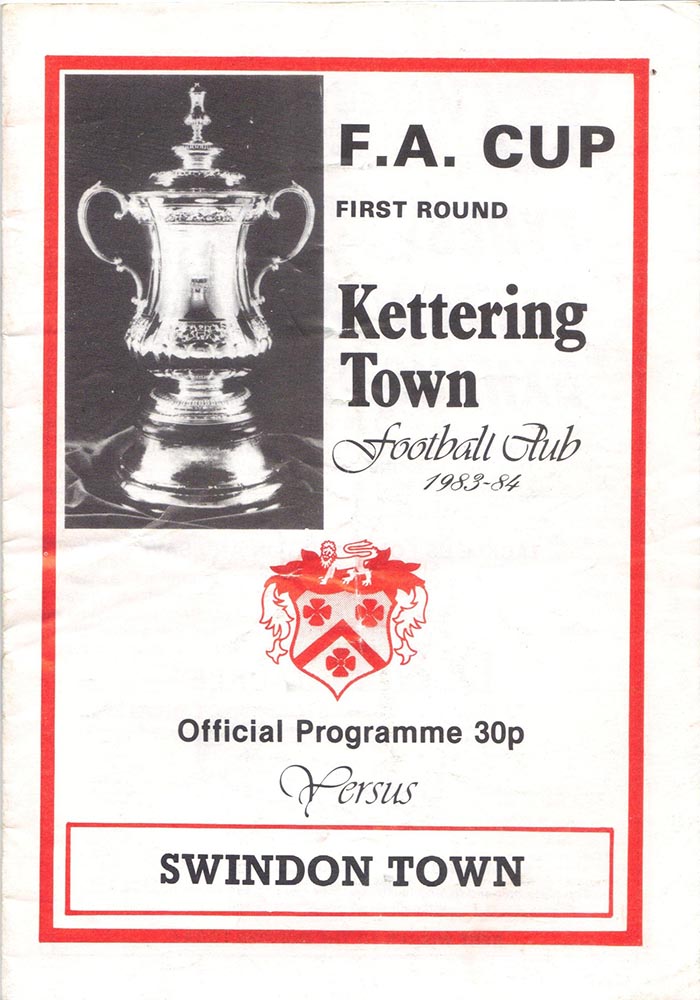 F.A. CUP
FIRST ROUND
Kettering
Town
Football Club
1983-84
Official Programme 30p
Versus
SWINDON TOWN